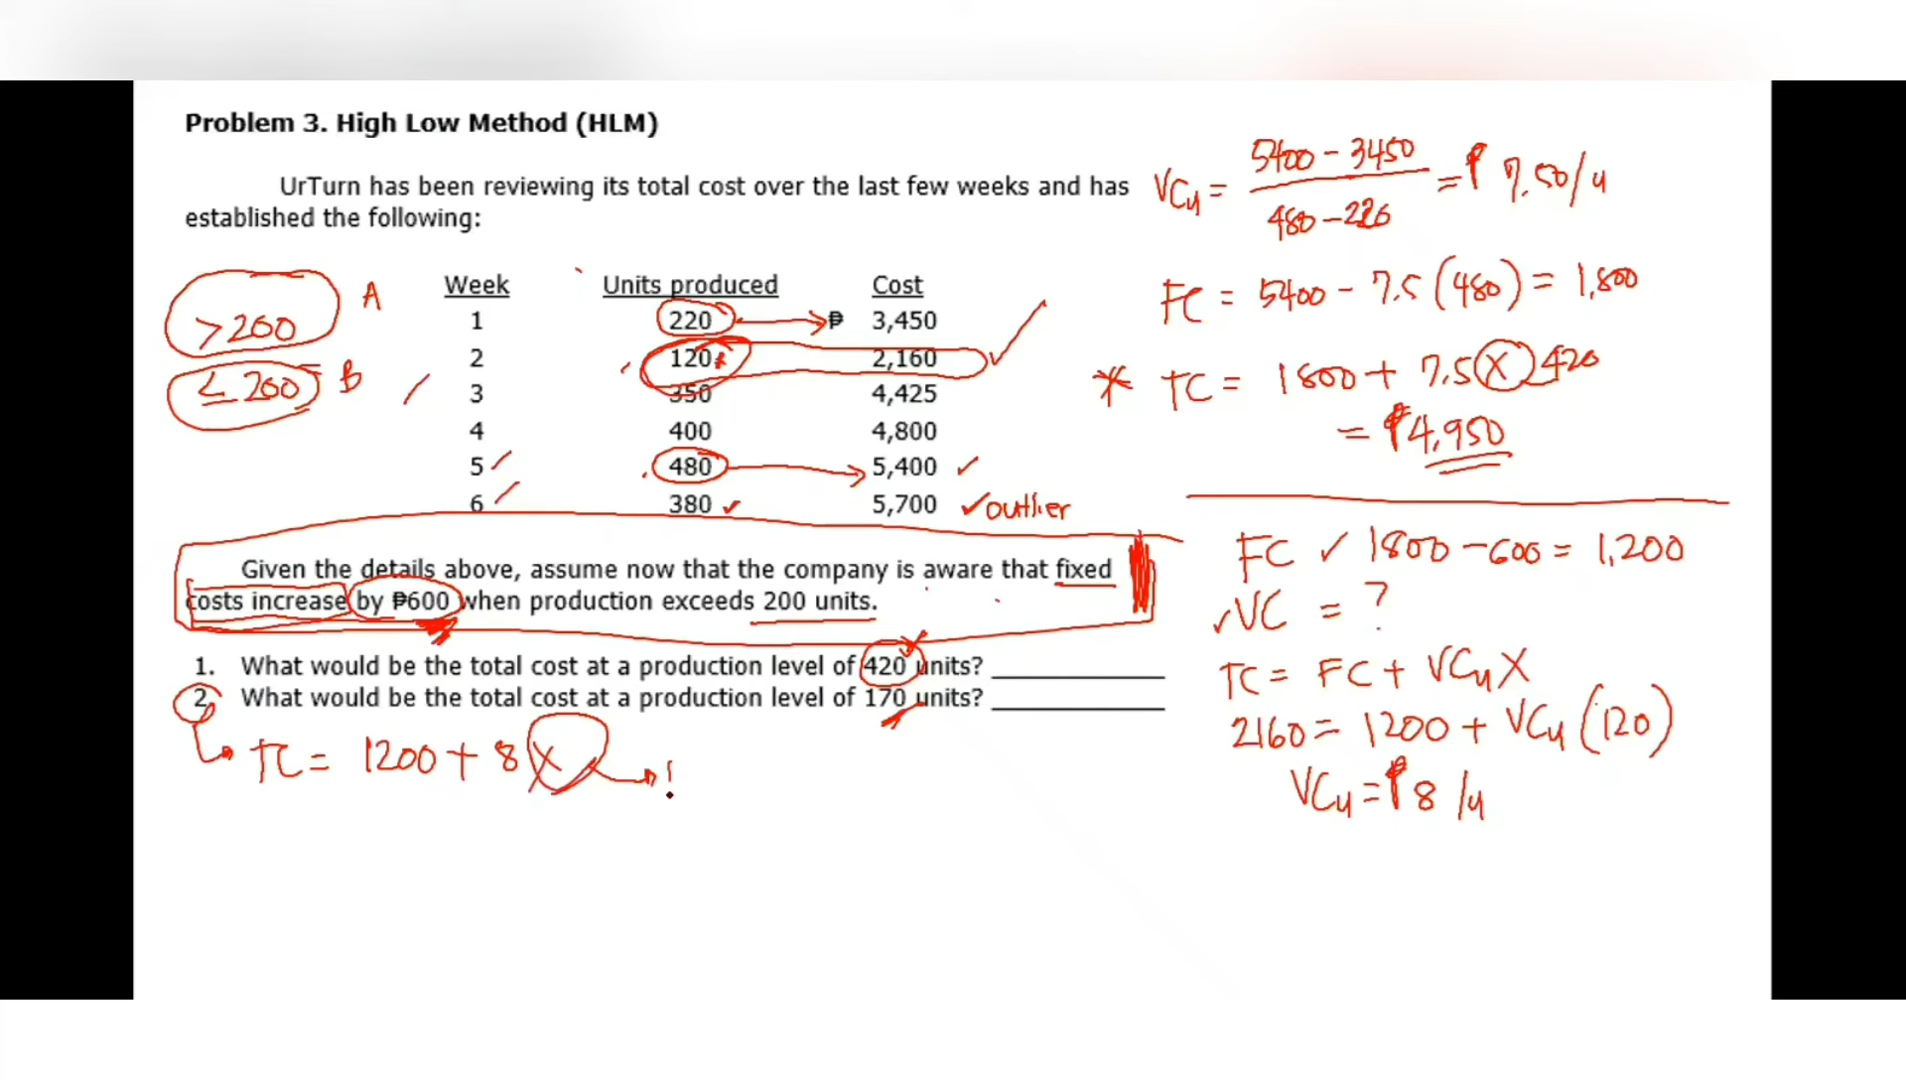 Problem 3. High Low Method (HLM)
UrTurn has been reviewing its total cost over the last few weeks and has
established the following:
Week Units produced Cost
1 220 ₱ 3,450
2 120 2,160
3 350 4,425
4 400 4,800
5 480 5,400
6 380 5,700 outlier
>200 A
≤200 B
Given the details above, assume now that the company is aware that fixed
costs increase by ₱600 when production exceeds 200 units.
1. What would be the total cost at a production level of 420 units?
2. What would be the total cost at a production level of 170 units?
TC = 1200 + 8X
VCu = 5400 - 3450 = ₱ 7.50/u
480 - 220
FC = 5400 - 7.5 (480) = 1,800
* TC = 1800 + 7.5 X 420
= ₱4,950
FC ✓ 1800 - 600 = 1,200
✓VC = ?
TC = FC + VCu X
2160 = 1200 + VCu (120)
VCu = ₱8 /u